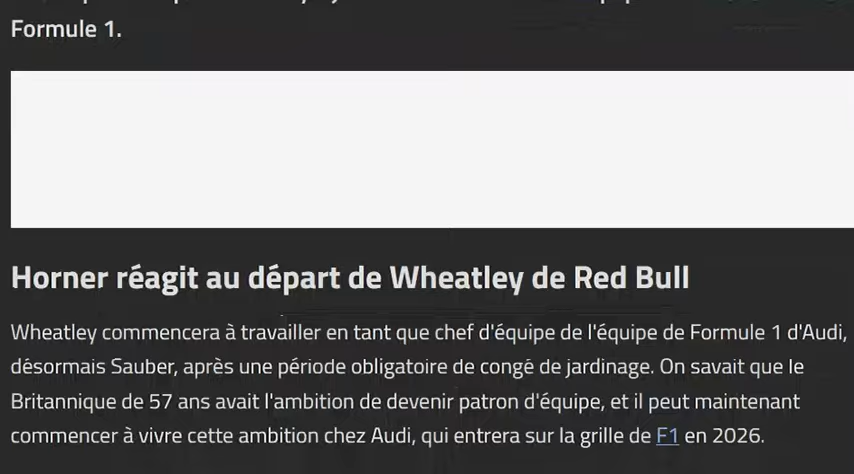 Formule 1.
Horner réagit au départ de Wheatley de Red Bull
Wheatley commencera à travailler en tant que chef d'équipe de l'équipe de Formule 1 d'Audi,
désormais Sauber, après une période obligatoire de congé de jardinage. On savait que le
Britannique de 57 ans avait l'ambition de devenir patron d'équipe, et il peut maintenant
commencer à vivre cette ambition chez Audi, qui entrera sur la grille de F1 en 2026.